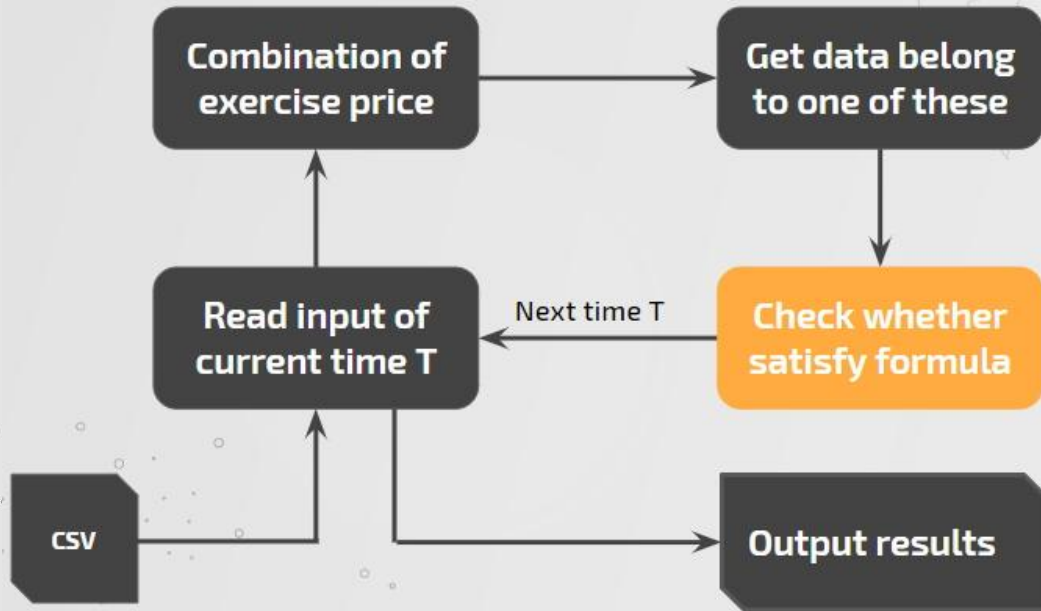 Combination of
exercise price
Get data belong
to one of these
Read input of
current time T
Next time T
Check whether
satisfy formula
CSV
Output results